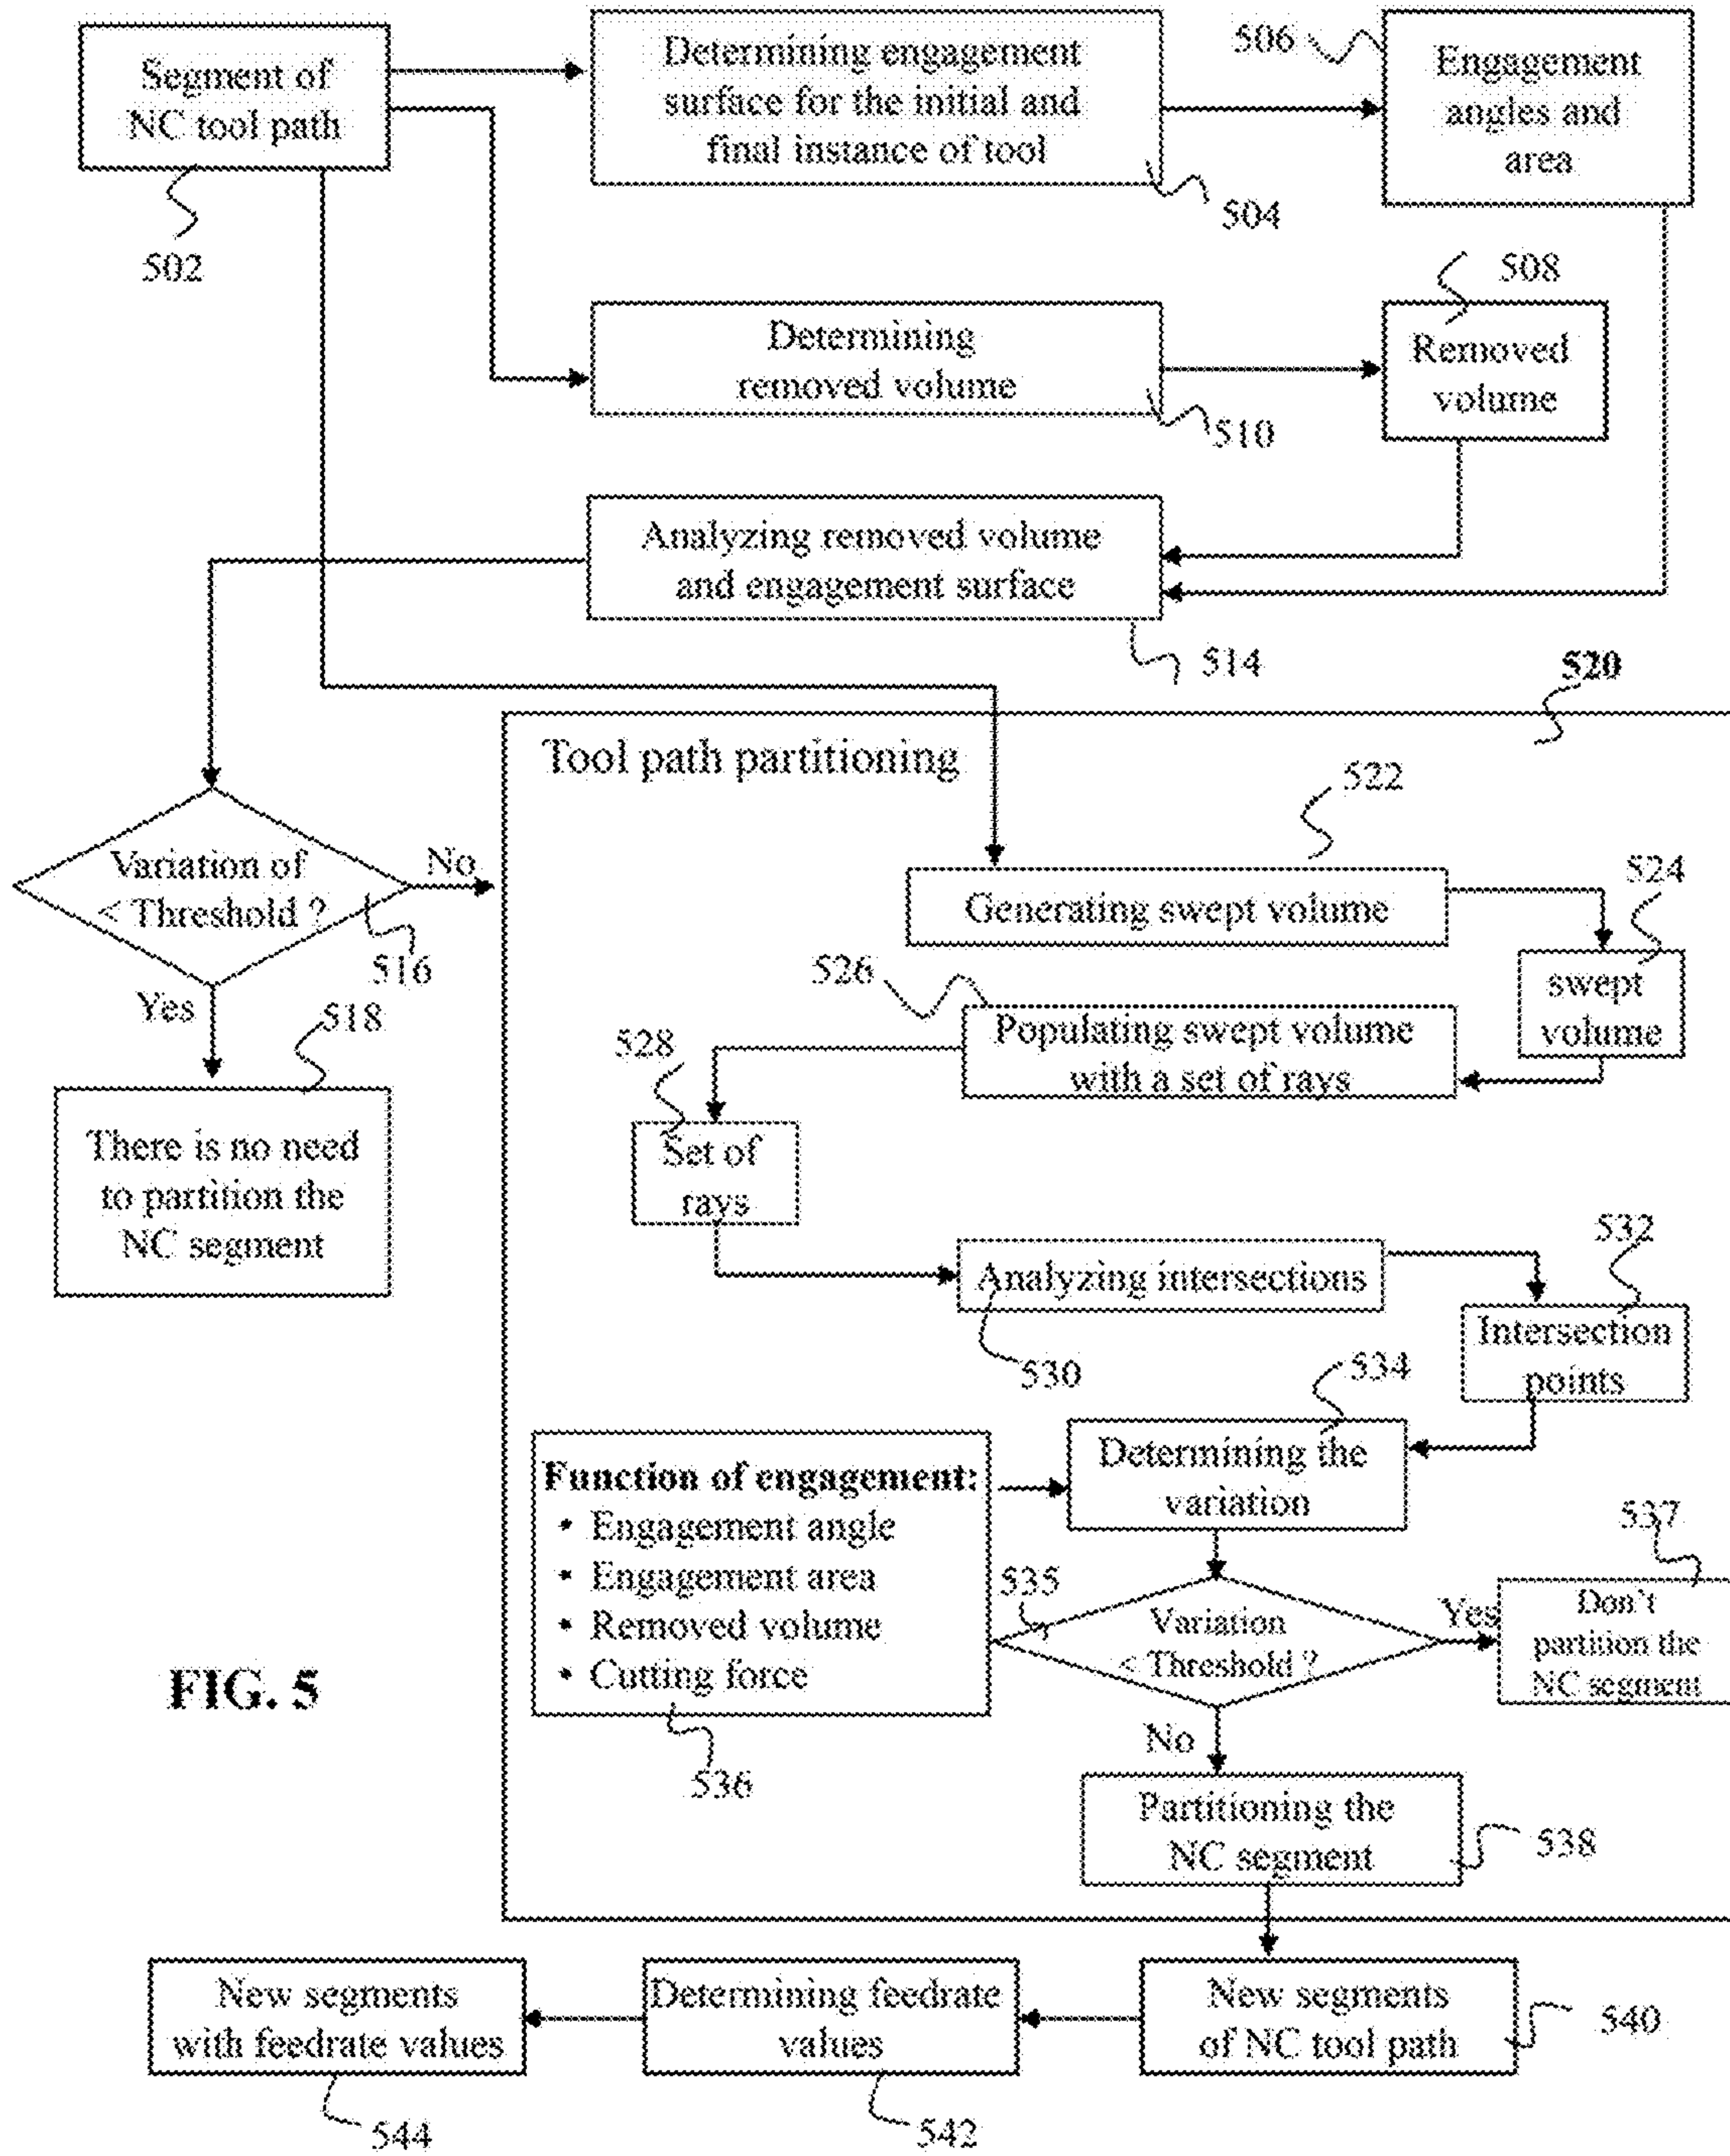 Segment of
NC tool path
502
Determining engagement
surface for the initial and
final instance of tool
504
506
Engagement
angles and
area
508
Removed
volume
Determining
removed volume
510
Analyzing removed volume
and engagement surface
514
520
Tool path partitioning
Variation of
< Threshold ?
No
516
Yes
518
There is no need
to partition the
NC segment
522
Generating swept volume
524
swept
volume
526
Populating swept volume
with a set of rays
528
Set of
rays
Analyzing intersections
530
532
Intersection
points
534
Determining the
variation
Function of engagement:
• Engagement angle
• Engagement area
• Removed volume
• Cutting force
536
535
Variation
< Threshold ?
Yes
537
Don't
partition the
NC segment
No
Partitioning the
NC segment
538
FIG. 5
New segments
of NC tool path
540
Determining feedrate
values
542
New segments
with feedrate values
544